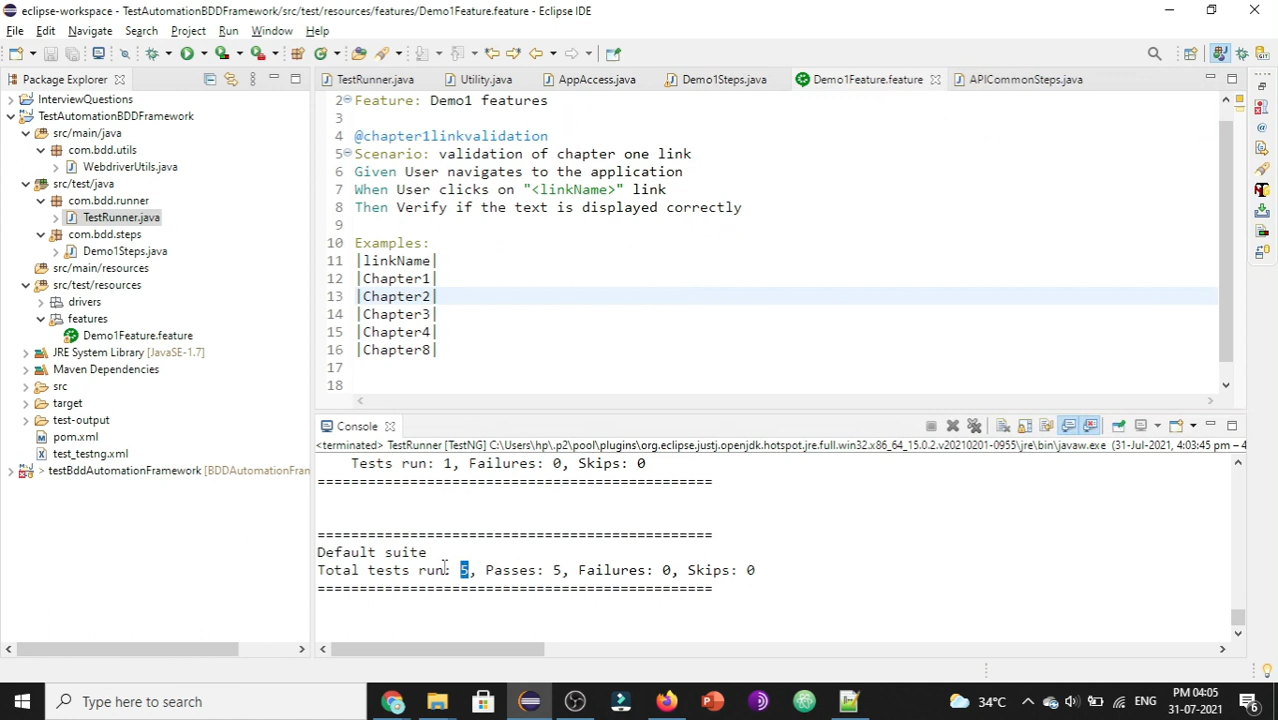 eclipse-workspace - TestAutomationBDDFramework/src/test/resources/features/Demo1Feature.feature - Eclipse IDE
File Edit Navigate Search Project Run Window Help
Package Explorer
InterviewQuestions
TestAutomationBDDFramework
src/main/java
com.bdd.utils
WebdriverUtils.java
src/test/java
com.bdd.runner
TestRunner.java
com.bdd.steps
Demo1Steps.java
src/main/resources
src/test/resources
drivers
features
Demo1Feature.feature
JRE System Library [JavaSE-1.7]
Maven Dependencies
src
target
test-output
pom.xml
test_testng.xml
> testBddAutomationFramework [BDDAutomationFran
TestRunner.java Utility.java AppAccess.java Demo1Steps.java Demo1Feature.feature APICommonSteps.java
2 Feature: Demo1 features
3
4 @chapter1linkvalidation
5 Scenario: validation of chapter one link
6 Given User navigates to the application
7 When User clicks on "<linkName>" link
8 Then Verify if the text is displayed correctly
9
10 Examples:
11 |linkName|
12 |Chapter1|
13 |Chapter2|
14 |Chapter3|
15 |Chapter4|
16 |Chapter8|
17
18
Console
<terminated> TestRunner [TestNG] C:\Users\hp\.p2\pool\plugins\org.eclipse.justj.openjdk.hotspot.jre.full.win32.x86_64_15.0.2.v20210201-0955\jre\bin\javaw.exe (31-Jul-2021, 4:03:45 pm – 4
Tests run: 1, Failures: 0, Skips: 0
=============================================
=============================================
Default suite
Total tests run: 5, Passes: 5, Failures: 0, Skips: 0
=============================================
Type here to search
34°C
ENG
PM 04:05
31-07-2021
6